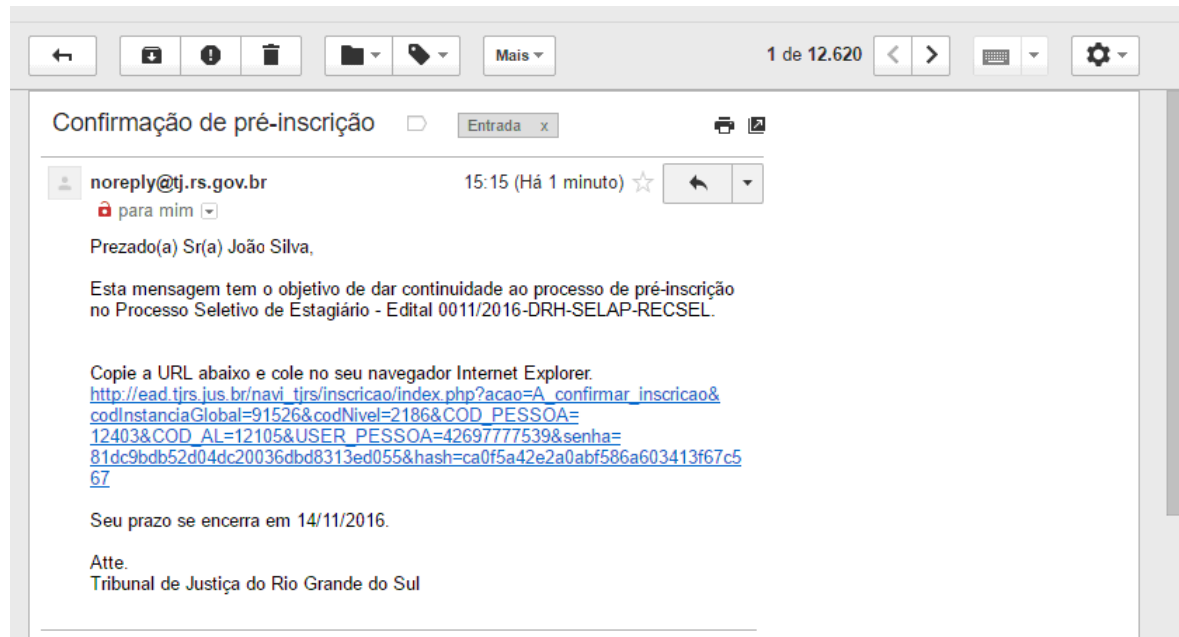 Mais
1 de 12.620
Confirmação de pré-inscrição
Entrada x
noreply@tj.rs.gov.br 15:15 (Há 1 minuto)
para mim
Prezado(a) Sr(a) João Silva,
Esta mensagem tem o objetivo de dar continuidade ao processo de pré-inscrição
no Processo Seletivo de Estagiário - Edital 0011/2016-DRH-SELAP-RECSEL.
Copie a URL abaixo e cole no seu navegador Internet Explorer.
http://ead.tjrs.jus.br/navi_tjrs/inscricao/index.php?acao=A_confirmar_inscricao&
codInstanciaGlobal=91526&codNivel=2186&COD_PESSOA=
12403&COD_AL=12105&USER_PESSOA=42697777539&senha=
81dc9bdb52d04dc20036dbd8313ed055&hash=ca0f5a42e2a0abf586a603413f67c5
67
Seu prazo se encerra em 14/11/2016.
Atte.
Tribunal de Justiça do Rio Grande do Sul